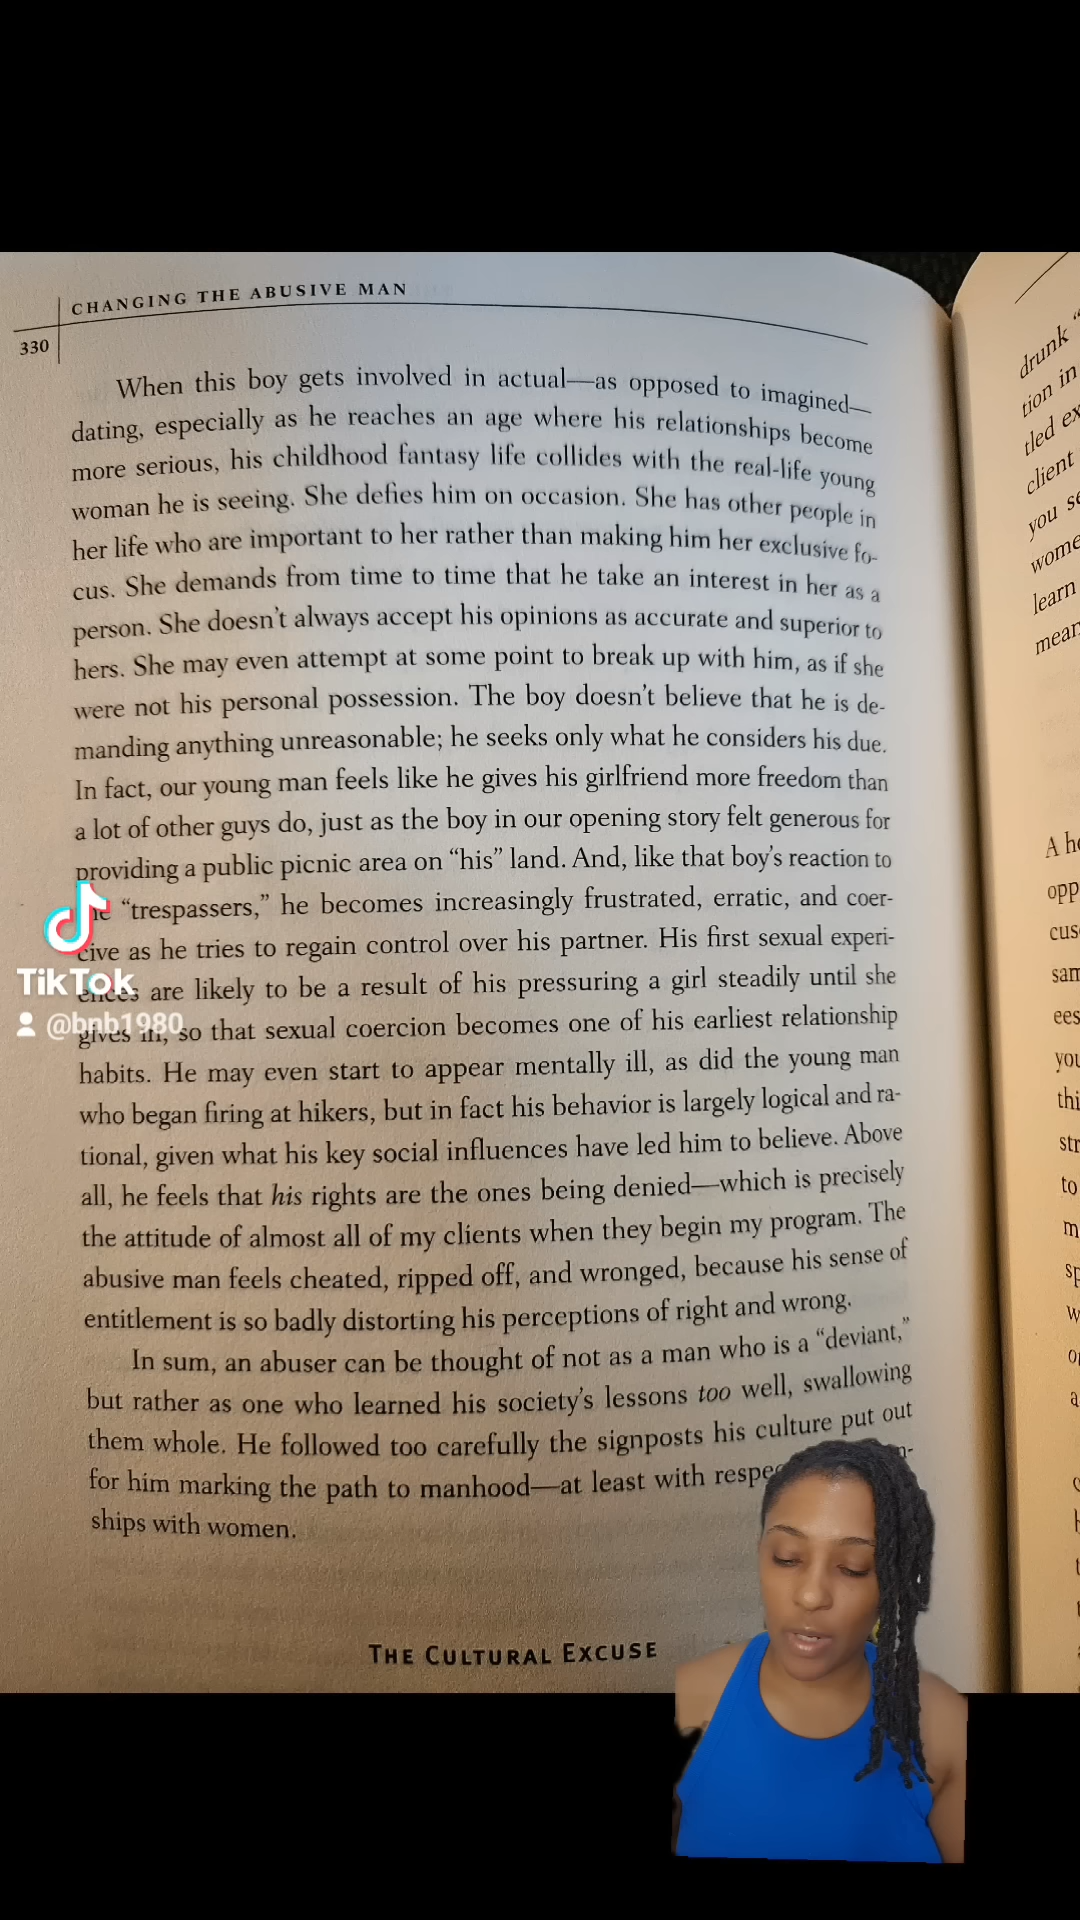 CHANGING THE ABUSIVE MAN
330
When this boy gets involved in actual—as opposed to imagined—
dating, especially as he reaches an age where his relationships become
more serious, his childhood fantasy life collides with the real-life young
woman he is seeing. She defies him on occasion. She has other people in
her life who are important to her rather than making him her exclusive fo-
cus. She demands from time to time that he take an interest in her as a
person. She doesn't always accept his opinions as accurate and superior to
hers. She may even attempt at some point to break up with him, as if she
were not his personal possession. The boy doesn't believe that he is de-
manding anything unreasonable; he seeks only what he considers his due.
In fact, our young man feels like he gives his girlfriend more freedom than
a lot of other guys do, just as the boy in our opening story felt generous for
providing a public picnic area on “his” land. And, like that boy's reaction to
“trespassers,” he becomes increasingly frustrated, erratic, and coer-
cive as he tries to regain control over his partner. His first sexual experi-
ences are likely to be a result of his pressuring a girl steadily until she
gives in, so that sexual coercion becomes one of his earliest relationship
habits. He may even start to appear mentally ill, as did the young man
who began firing at hikers, but in fact his behavior is largely logical and ra-
tional, given what his key social influences have led him to believe. Above
all, he feels that his rights are the ones being denied—which is precisely
the attitude of almost all of my clients when they begin my program. The
abusive man feels cheated, ripped off, and wronged, because his sense of
entitlement is so badly distorting his perceptions of right and wrong.
In sum, an abuser can be thought of not as a man who is a “deviant,”
but rather as one who learned his society's lessons too well, swallowing
them whole. He followed too carefully the signposts his culture put out
for him marking the path to manhood—at least with
ships with women.
THE CULTURAL EXCUSE
TikTok
@bnb1980
drunk
tion in
client
learn